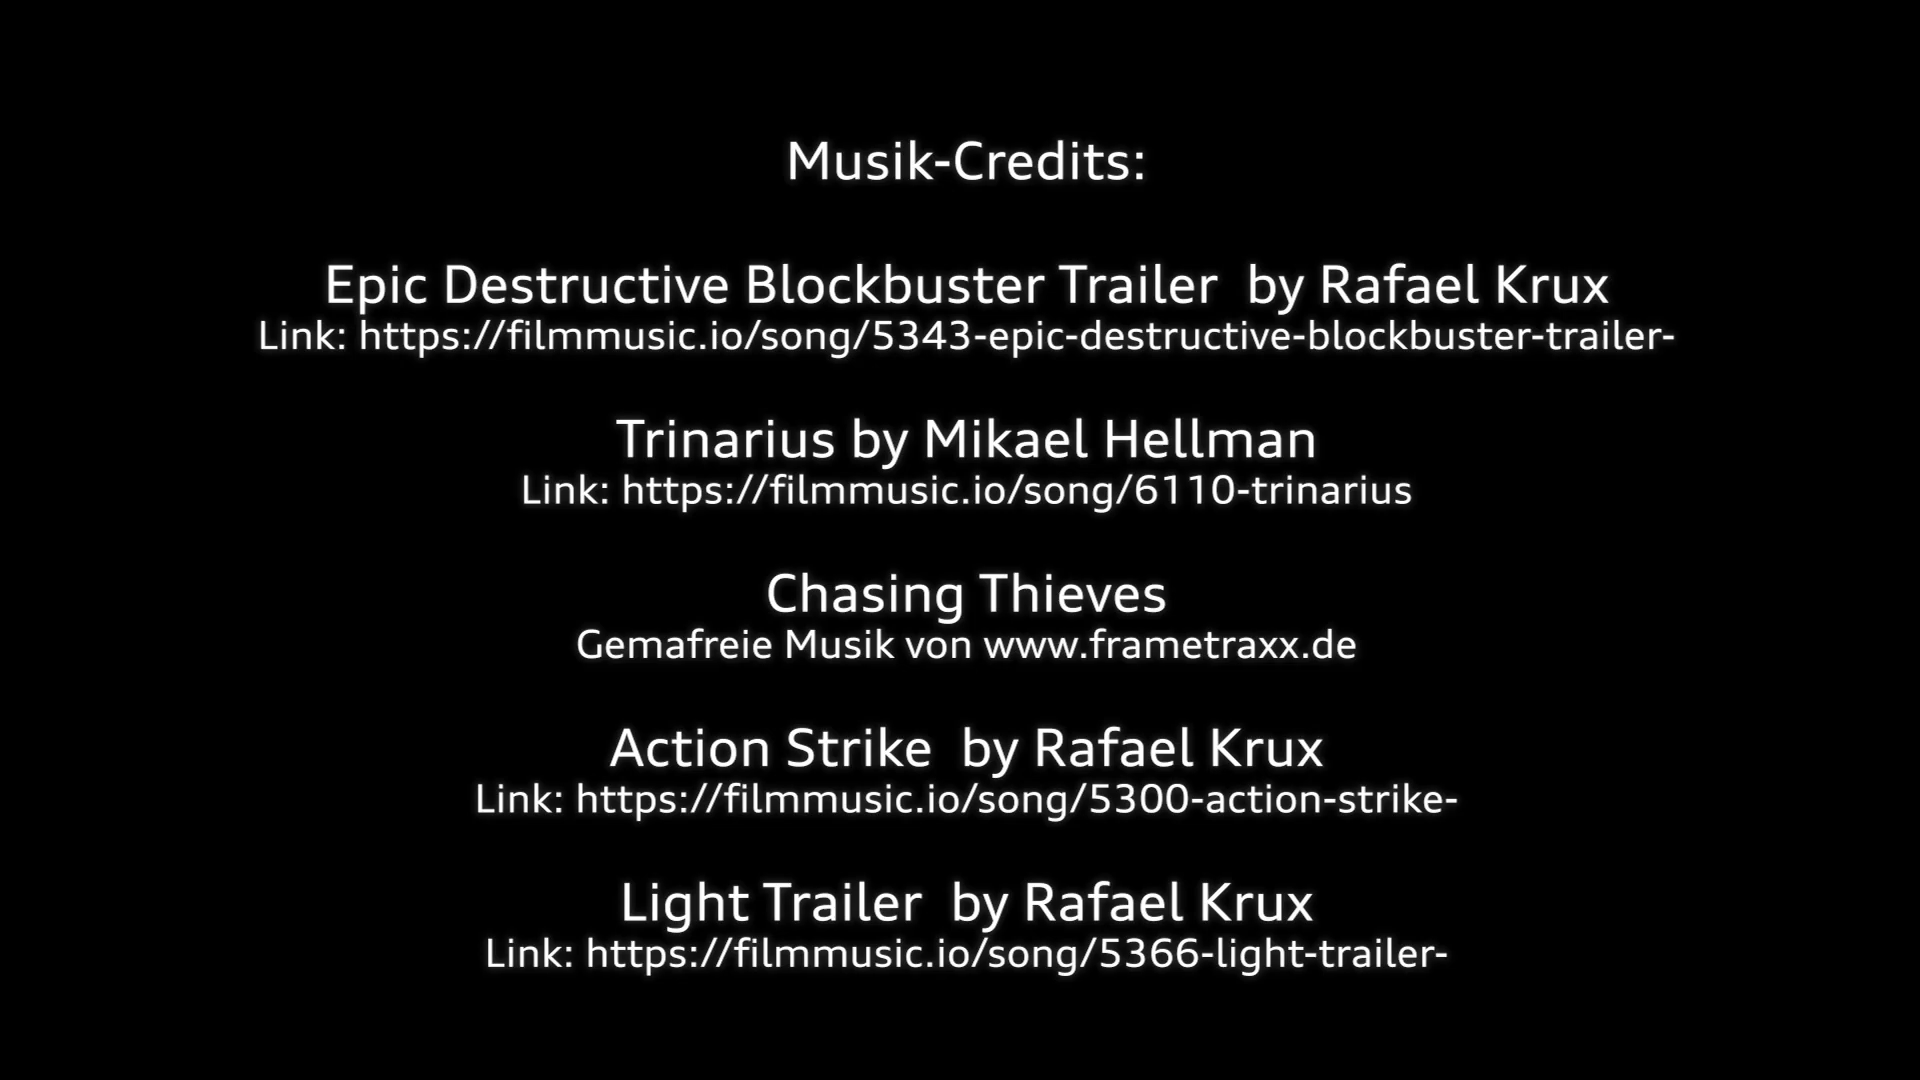 Musik-Credits:
Epic Destructive Blockbuster Trailer  by Rafael Krux
Link: https://filmmusic.io/song/5343-epic-destructive-blockbuster-trailer-
Trinarius by Mikael Hellman
Link: https://filmmusic.io/song/6110-trinarius
Chasing Thieves
Gemafreie Musik von www.frametraxx.de
Action Strike  by Rafael Krux
Link: https://filmmusic.io/song/5300-action-strike-
Light Trailer  by Rafael Krux
Link: https://filmmusic.io/song/5366-light-trailer-